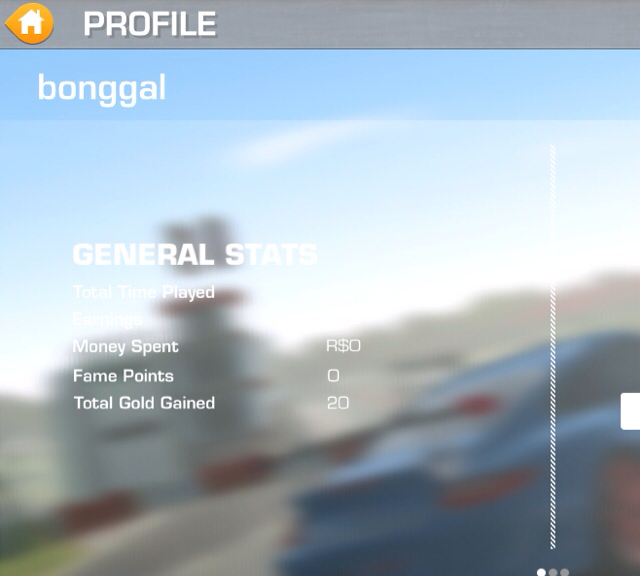 PROFILE
bonggal
GENERAL STATS
Total Time Played
Earnings
Money Spent R$0
Fame Points 0
Total Gold Gained 20